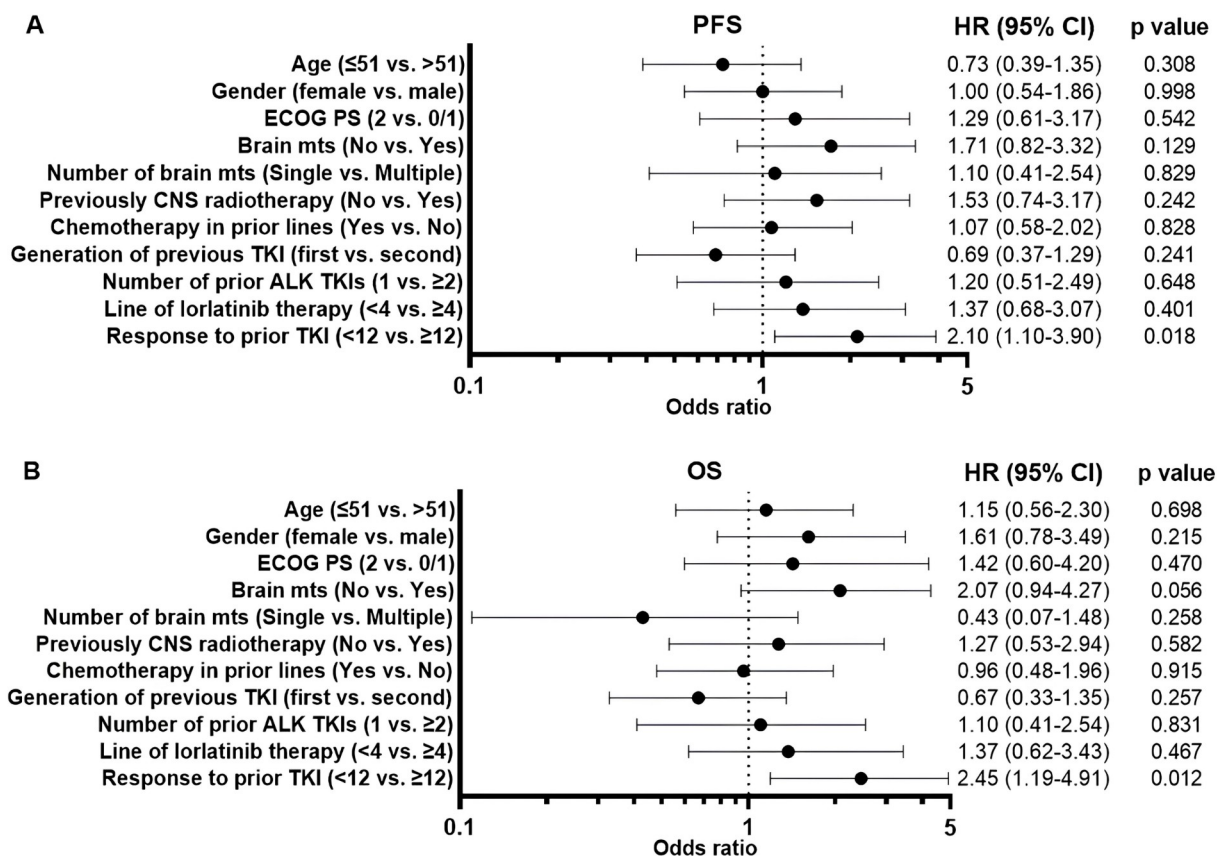 A PFS HR (95% CI) p value
Age (≤51 vs. >51) 0.73 (0.39-1.35) 0.308
Gender (female vs. male) 1.00 (0.54-1.86) 0.998
ECOG PS (2 vs. 0/1) 1.29 (0.61-3.17) 0.542
Brain mts (No vs. Yes) 1.71 (0.82-3.32) 0.129
Number of brain mts (Single vs. Multiple) 1.10 (0.41-2.54) 0.829
Previously CNS radiotherapy (No vs. Yes) 1.53 (0.74-3.17) 0.242
Chemotherapy in prior lines (Yes vs. No) 1.07 (0.58-2.02) 0.828
Generation of previous TKI (first vs. second) 0.69 (0.37-1.29) 0.241
Number of prior ALK TKIs (1 vs. ≥2) 1.20 (0.51-2.49) 0.648
Line of lorlatinib therapy (<4 vs. ≥4) 1.37 (0.68-3.07) 0.401
Response to prior TKI (<12 vs. ≥12) 2.10 (1.10-3.90) 0.018
0.1 1 5
Odds ratio
B OS HR (95% CI) p value
Age (≤51 vs. >51) 1.15 (0.56-2.30) 0.698
Gender (female vs. male) 1.61 (0.78-3.49) 0.215
ECOG PS (2 vs. 0/1) 1.42 (0.60-4.20) 0.470
Brain mts (No vs. Yes) 2.07 (0.94-4.27) 0.056
Number of brain mts (Single vs. Multiple) 0.43 (0.07-1.48) 0.258
Previously CNS radiotherapy (No vs. Yes) 1.27 (0.53-2.94) 0.582
Chemotherapy in prior lines (Yes vs. No) 0.96 (0.48-1.96) 0.915
Generation of previous TKI (first vs. second) 0.67 (0.33-1.35) 0.257
Number of prior ALK TKIs (1 vs. ≥2) 1.10 (0.41-2.54) 0.831
Line of lorlatinib therapy (<4 vs. ≥4) 1.37 (0.62-3.43) 0.467
Response to prior TKI (<12 vs. ≥12) 2.45 (1.19-4.91) 0.012
0.1 1 5
Odds ratio